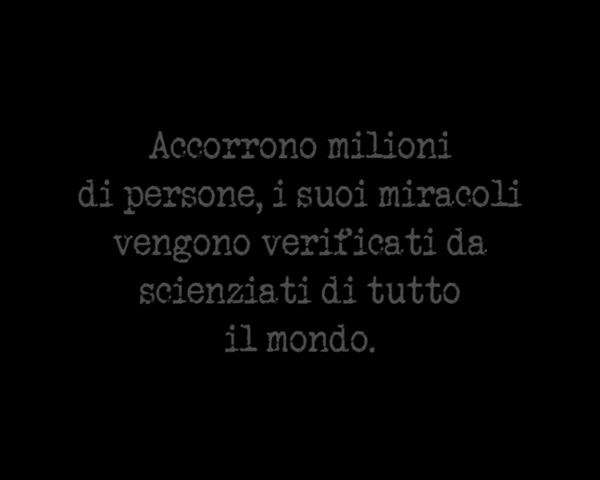 Accorrono milioni
di persone, i suoi miracoli
vengono verificati da
scienziati di tutto
il mondo.